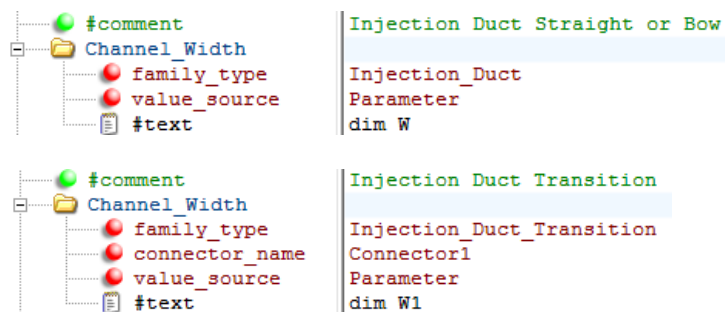 #comment Injection Duct Straight or Bow
Channel_Width
family_type Injection_Duct
value_source Parameter
#text dim W
#comment Injection Duct Transition
Channel_Width
family_type Injection_Duct_Transition
connector_name Connector1
value_source Parameter
#text dim W1